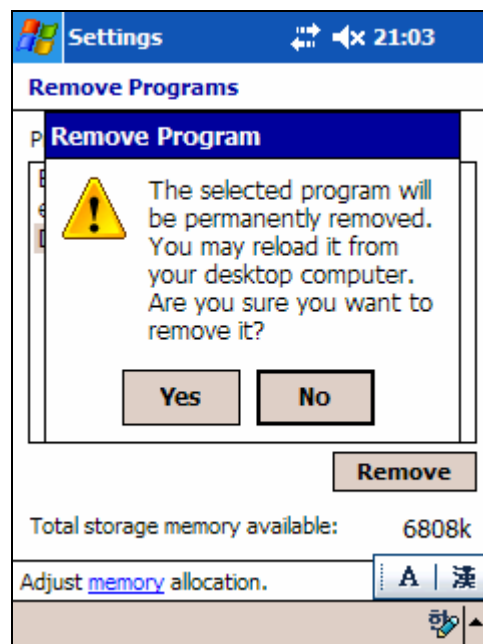 Settings 21:03
Remove Programs
P
Remove Program
The selected program will
be permanently removed.
You may reload it from
your desktop computer.
Are you sure you want to
remove it?
Yes No
Remove
Total storage memory available: 6808k
Adjust memory allocation.
A 漢